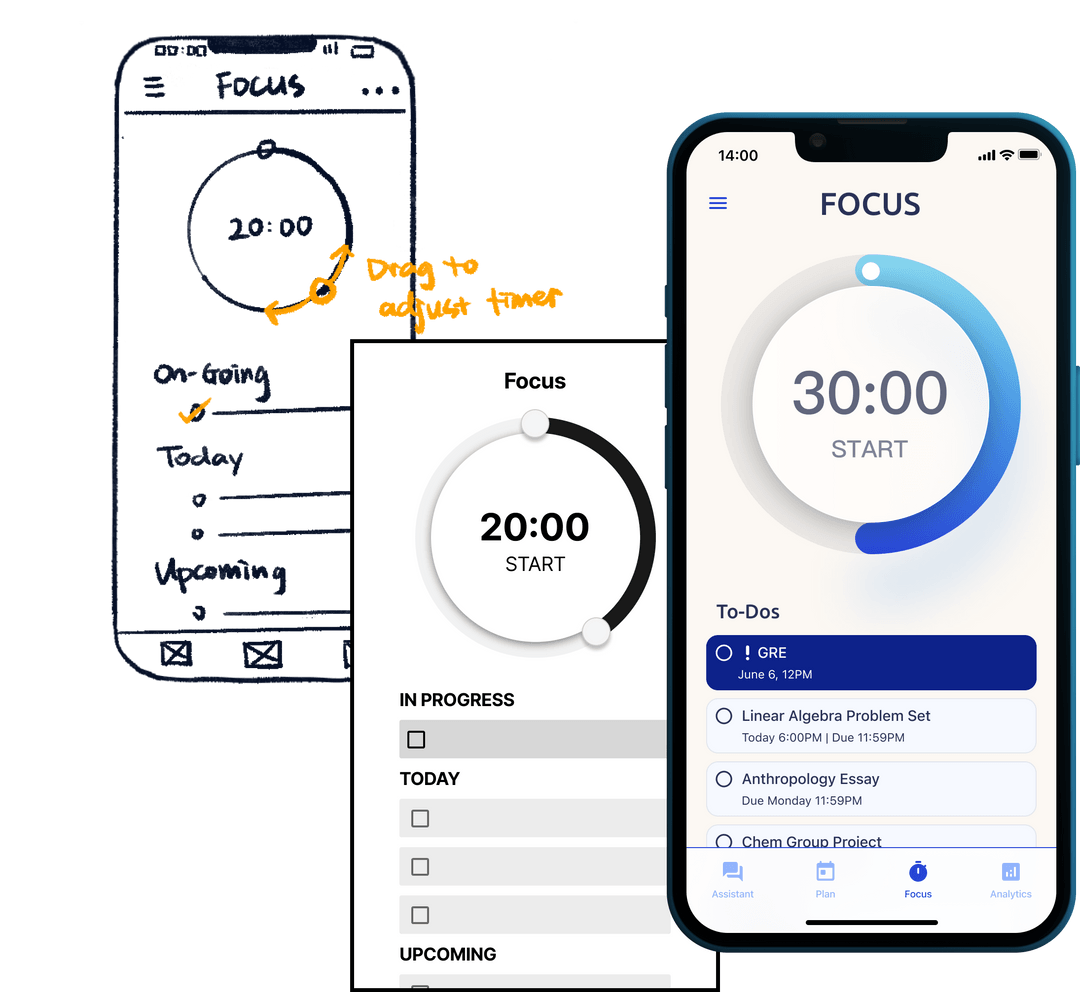 00:00
Focus
20:00
Drag to
adjust timer
On-Going
Today
Upcoming
Focus
20:00
START
IN PROGRESS
TODAY
UPCOMING
14:00
FOCUS
30:00
START
To-Dos
! GRE
June 6, 12PM
Linear Algebra Problem Set
Today 6:00PM | Due 11:59PM
Anthropology Essay
Due Monday 11:59PM
Chem Group Project
Assistant
Plan
Focus
Analytics